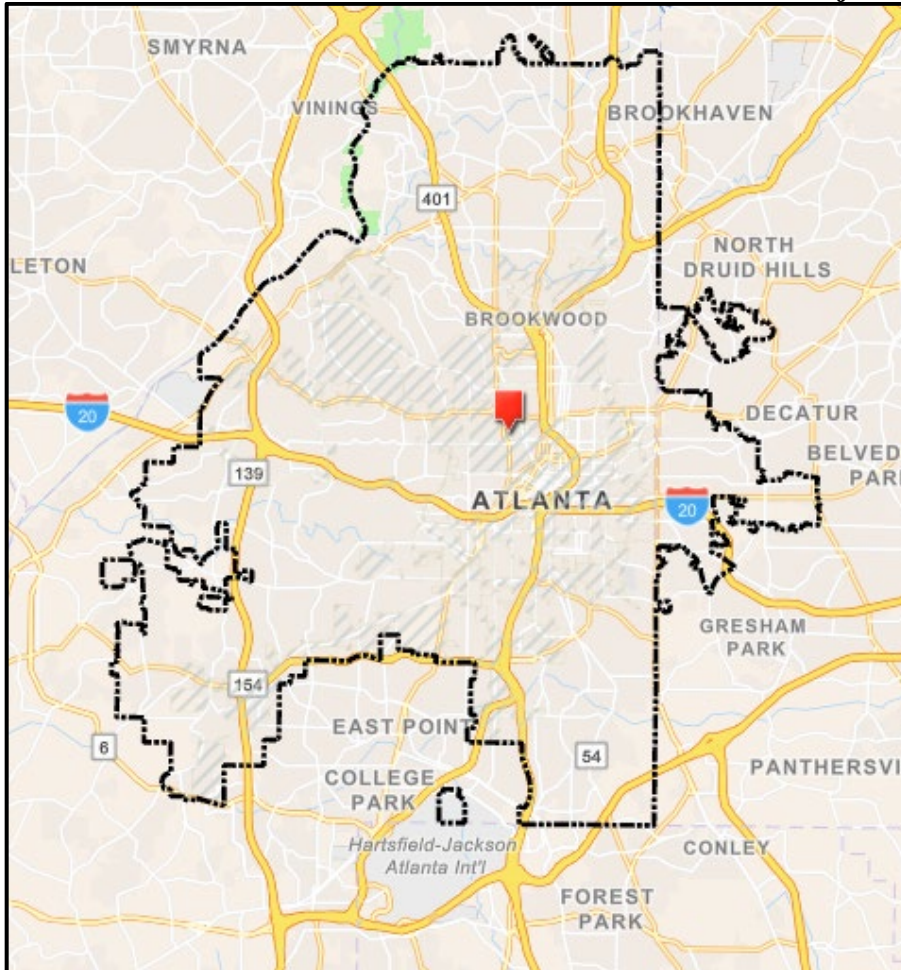 SMYRNA
VININGS
BROOKHAVEN
401
NORTH
DRUID HILLS
LETON
BROOKWOOD
20
DECATUR
BELVED
PARK
139
ATLANTA
20
GRESHAM
PARK
154
EAST POINT
6
54
COLLEGE
PARK
PANTHERSVI
Hartsfield-Jackson
Atlanta Int'l
CONLEY
FOREST
PARK